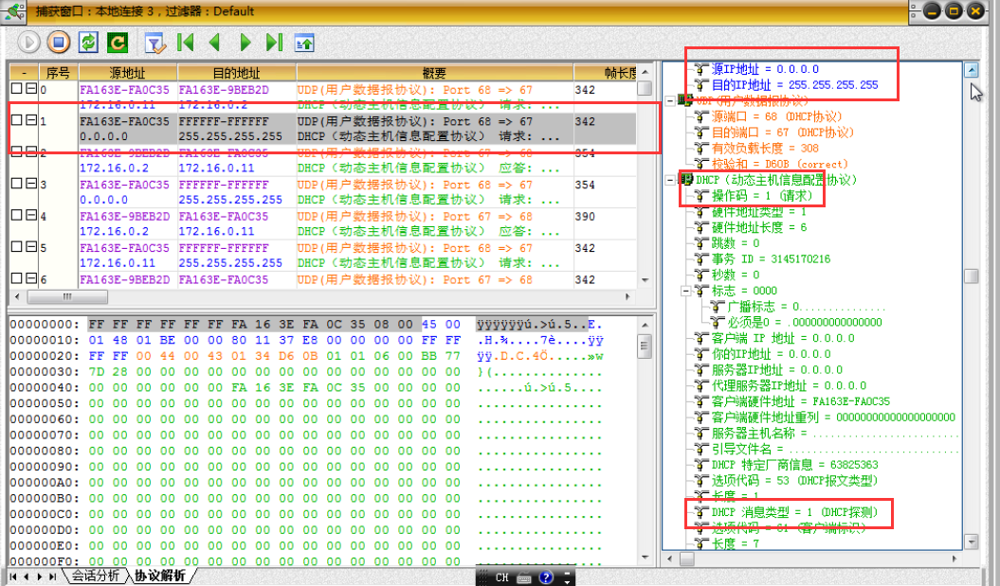 捕获窗口：本地连接 3，过滤器：Default
- 序号 源地址 目的地址 概要 帧长度
0 FA163E-FA0C35 FA163E-9BEB2D UDP(用户数据报协议): Port 68 => 67 342
172.16.0.11 172.16.0.2 DHCP（动态主机信息配置协议） 请求: ...
1 FA163E-FA0C35 FFFFFF-FFFFFF UDP(用户数据报协议): Port 68 => 67 342
0.0.0.0 255.255.255.255 DHCP（动态主机信息配置协议） 请求: ...
2 FA163E-9BEB2D FA163E-FA0C35 UDP(用户数据报协议): Port 67 => 68 354
172.16.0.2 172.16.0.11 DHCP（动态主机信息配置协议） 应答: ...
3 FA163E-FA0C35 FFFFFF-FFFFFF UDP(用户数据报协议): Port 68 => 67 354
0.0.0.0 255.255.255.255 DHCP（动态主机信息配置协议） 请求: ...
4 FA163E-9BEB2D FA163E-FA0C35 UDP(用户数据报协议): Port 67 => 68 390
172.16.0.2 172.16.0.11 DHCP（动态主机信息配置协议） 应答: ...
5 FA163E-FA0C35 FFFFFF-FFFFFF UDP(用户数据报协议): Port 68 => 67 342
172.16.0.11 255.255.255.255 DHCP（动态主机信息配置协议） 请求: ...
6 FA163E-9BEB2D FA163E-FA0C35 UDP(用户数据报协议): Port 67 => 68 342
00000000: FF FF FF FF FF FF FA 16 3E FA 0C 35 08 00 45 00 ÿÿÿÿÿÿú.>ú.5..E.
00000010: 01 48 01 BE 00 00 80 11 37 E8 00 00 00 00 FF FF .H.¾....7è....ÿÿ
00000020: FF FF 00 44 00 43 01 34 D6 0B 01 01 06 00 BB 77 ÿÿ.D.C.4Ö.....»w
00000030: 7D 28 00 00 00 00 00 00 00 00 00 00 00 00 00 00 }(..............
00000040: 00 00 00 00 00 00 FA 16 3E FA 0C 35 00 00 00 00 ......ú.>ú.5....
00000050: 00 00 00 00 00 00 00 00 00 00 00 00 00 00 00 00 ................
00000060: 00 00 00 00 00 00 00 00 00 00 00 00 00 00 00 00 ................
00000070: 00 00 00 00 00 00 00 00 00 00 00 00 00 00 00 00 ................
00000080: 00 00 00 00 00 00 00 00 00 00 00 00 00 00 00 00 ................
00000090: 00 00 00 00 00 00 00 00 00 00 00 00 00 00 00 00 ................
000000A0: 00 00 00 00 00 00 00 00 00 00 00 00 00 00 00 00 ................
000000B0: 00 00 00 00 00 00 00 00 00 00 00 00 00 00 00 00 ................
000000C0: 00 00 00 00 00 00 00 00 00 00 00 00 00 00 00 00 ................
000000D0: 00 00 00 00 00 00 00 00 00 00 00 00 00 00 00 00 ................
000000E0: 00 00 00 00 00 00 00 00 00 00 00 00 00 00 00 00 ................
000000F0: 00 00 00 00 00 00 00 00 00 00 00 00 00 00 00 00 ................
会话分析 协议解析
源IP地址 = 0.0.0.0
目的IP地址 = 255.255.255.255
UDP（用户数据报协议）
源端口 = 68 (DHCP协议)
目的端口 = 67 (DHCP协议)
有效负载长度 = 308
校验和 = D60B (correct)
DHCP（动态主机信息配置协议）
操作码 = 1 (请求)
硬件地址类型 = 1
硬件地址长度 = 6
跳数 = 0
事务 ID = 3145170216
秒数 = 0
标志 = 0000
广播标志 = 0...............
必须是0 = .000000000000000
客户端 IP 地址 = 0.0.0.0
你的IP地址 = 0.0.0.0
服务器IP地址 = 0.0.0.0
代理服务器IP地址 = 0.0.0.0
客户端硬件地址 = FA163E-FA0C35
客户端硬件地址重列 = 00000000000000000000
服务器主机名称 = ......................
引导文件名 = .........................
DHCP 特定厂商信息 = 63825363
选项代码 = 53 (DHCP报文类型)
长度 = 1
DHCP 消息类型 = 1 (DHCP探测)
选项代码 = 61 (客户端标识)
长度 = 7
CH